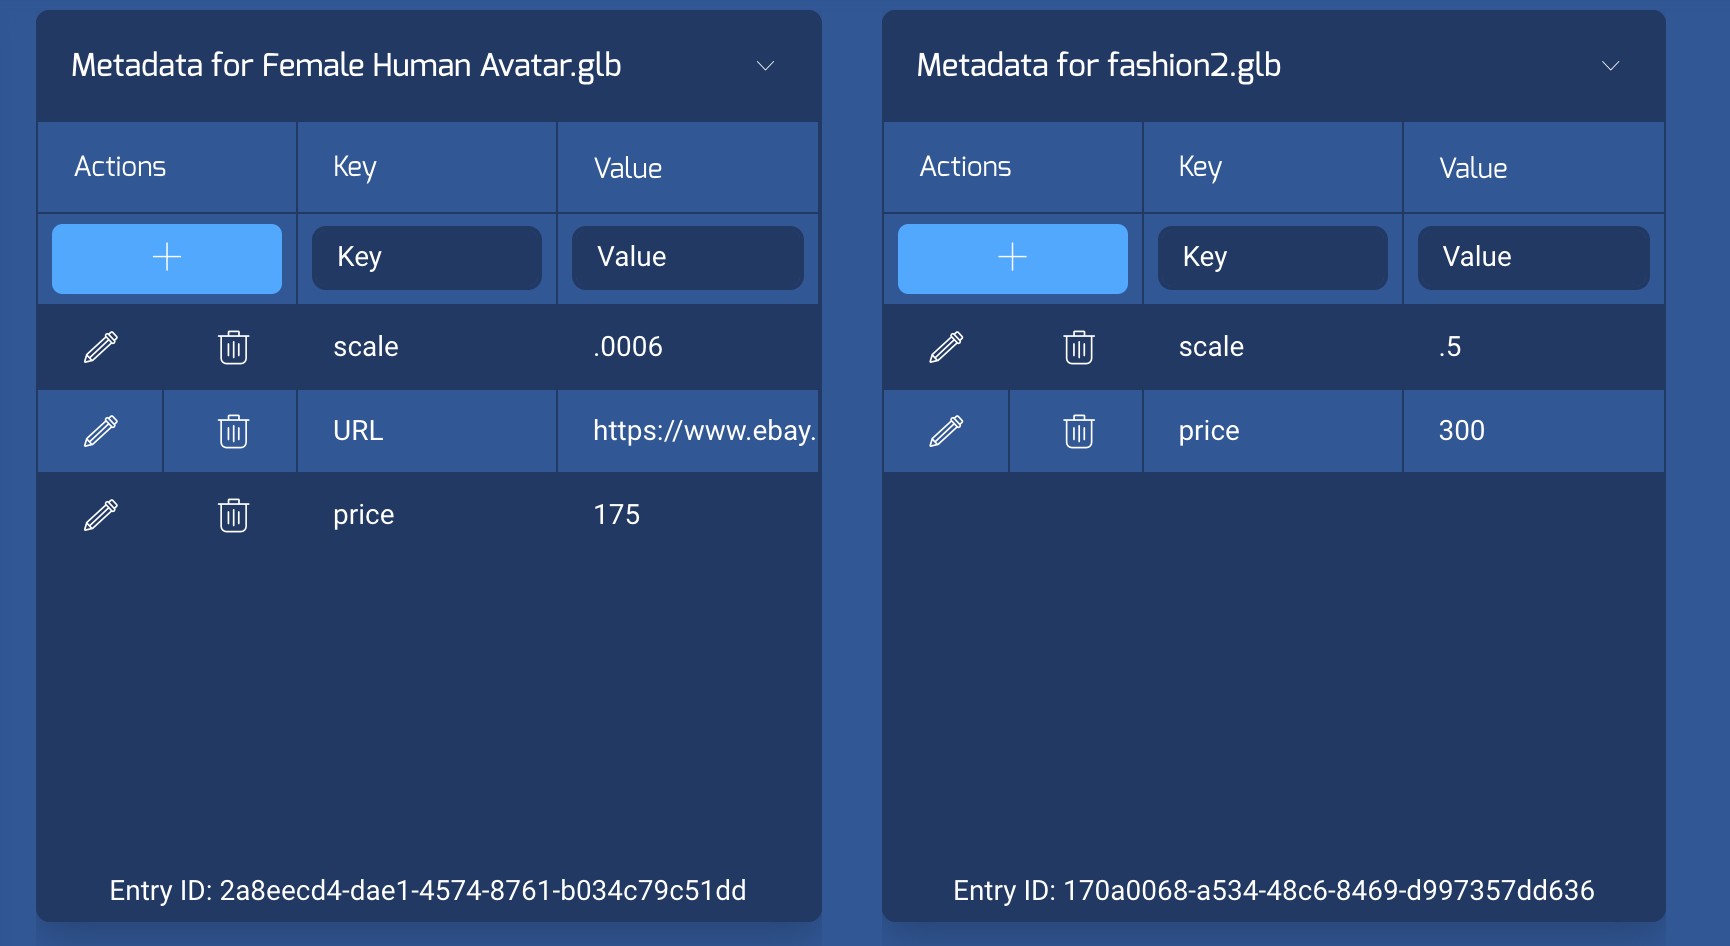 Metadata for Female Human Avatar.glb
Actions Key Value
Key Value
scale .0006
URL https://www.ebay.
price 175
Entry ID: 2a8eecd4-dae1-4574-8761-b034c79c51dd
Metadata for fashion2.glb
Actions Key Value
Key Value
scale .5
price 300
Entry ID: 170a0068-a534-48c6-8469-d997357dd636